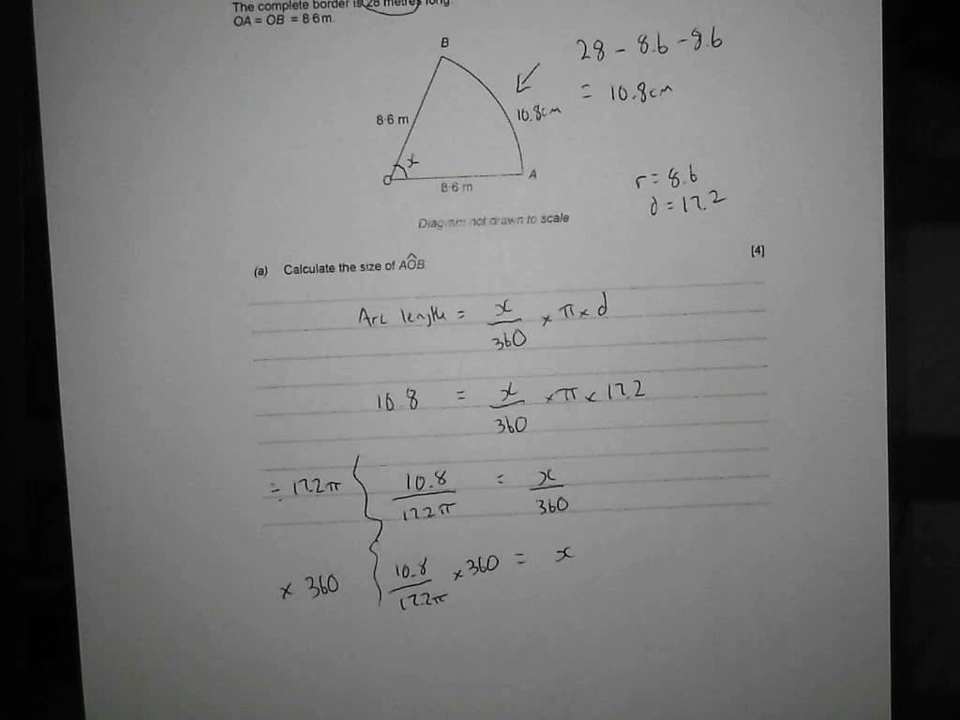 The complete border is 28 metres long
OA = OB = 8·6m
B
28 - 8.6 - 8.6
= 10.8cm
10.8cm
8·6 m
x
O
A
8·6 m
r = 8.6
d = 17.2
Diagram not drawn to scale
(a) Calculate the size of AÔB. [4]
Arc length = x/360 × π × d
10.8 = x/360 × π × 17.2
÷ 17.2π 10.8/17.2π = x/360
× 360 10.8/17.2π × 360 = x